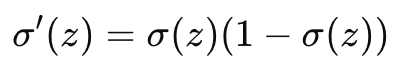 σ′(z) = σ(z)(1 − σ(z))